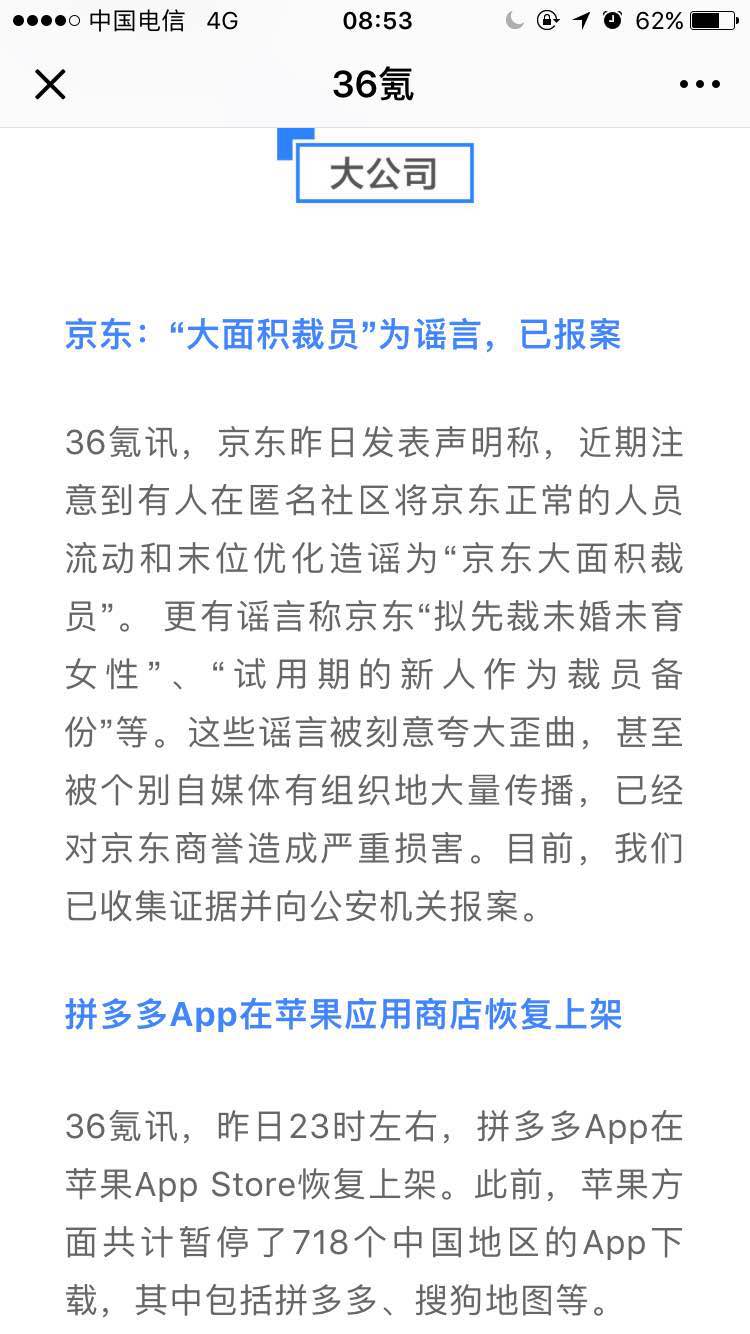 中国电信 4G 08:53 62%
36氪
大公司
京东：“大面积裁员”为谣言，已报案
36氪讯，京东昨日发表声明称，近期注
意到有人在匿名社区将京东正常的人员
流动和末位优化造谣为“京东大面积裁
员”。 更有谣言称京东“拟先裁未婚未育
女性”、“试用期的新人作为裁员备
份”等。这些谣言被刻意夸大歪曲，甚至
被个别自媒体有组织地大量传播，已经
对京东商誉造成严重损害。目前，我们
已收集证据并向公安机关报案。
拼多多App在苹果应用商店恢复上架
36氪讯，昨日23时左右，拼多多App在
苹果App Store恢复上架。此前，苹果方
面共计暂停了718个中国地区的App下
载，其中包括拼多多、搜狗地图等。